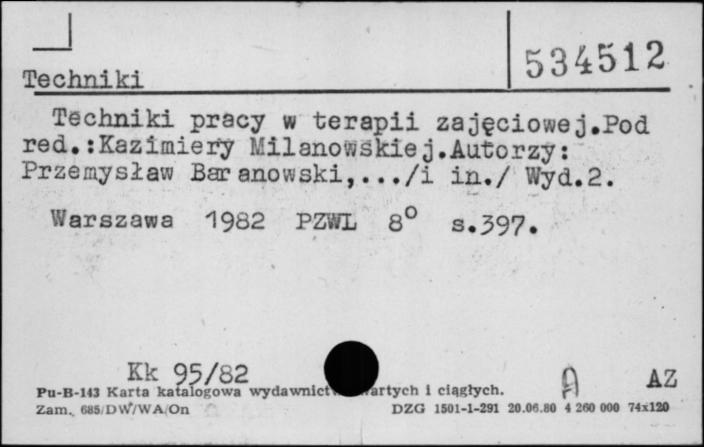 534512
Techniki
Techniki pracy w terapii zajęciowej.Pod
red.:Kazimiery Milanowskiej.Autorzy:
Przemysław Baranowski,.../i in./ Wyd.2.
Warszawa 1982 PZWL 8° s.397.
Kk 95/82
AZ
Pu-B-143 Karta katalogowa wydawnictw zwartych i ciągłych.
Zam. 685/DW/WA/On DZG 1501-1-291 20.06.80 4 260 000 74x120